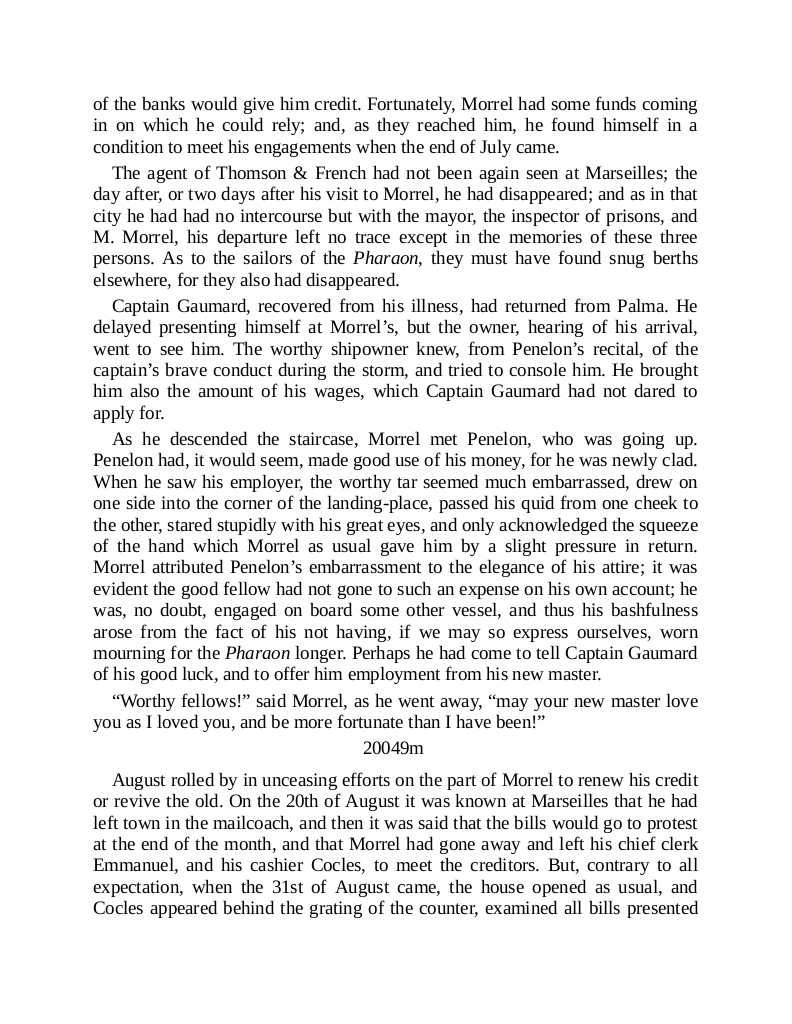 of the banks would give him credit. Fortunately, Morrel had some funds coming
in on which he could rely; and, as they reached him, he found himself in a
condition to meet his engagements when the end of July came.
The agent of Thomson & French had not been again seen at Marseilles; the
day after, or two days after his visit to Morrel, he had disappeared; and as in that
city he had had no intercourse but with the mayor, the inspector of prisons, and
M. Morrel, his departure left no trace except in the memories of these three
persons. As to the sailors of the Pharaon, they must have found snug berths
elsewhere, for they also had disappeared.
Captain Gaumard, recovered from his illness, had returned from Palma. He
delayed presenting himself at Morrel’s, but the owner, hearing of his arrival,
went to see him. The worthy shipowner knew, from Penelon’s recital, of the
captain’s brave conduct during the storm, and tried to console him. He brought
him also the amount of his wages, which Captain Gaumard had not dared to
apply for.
As he descended the staircase, Morrel met Penelon, who was going up.
Penelon had, it would seem, made good use of his money, for he was newly clad.
When he saw his employer, the worthy tar seemed much embarrassed, drew on
one side into the corner of the landing-place, passed his quid from one cheek to
the other, stared stupidly with his great eyes, and only acknowledged the squeeze
of the hand which Morrel as usual gave him by a slight pressure in return.
Morrel attributed Penelon’s embarrassment to the elegance of his attire; it was
evident the good fellow had not gone to such an expense on his own account; he
was, no doubt, engaged on board some other vessel, and thus his bashfulness
arose from the fact of his not having, if we may so express ourselves, worn
mourning for the Pharaon longer. Perhaps he had come to tell Captain Gaumard
of his good luck, and to offer him employment from his new master.
“Worthy fellows!” said Morrel, as he went away, “may your new master love
you as I loved you, and be more fortunate than I have been!”
20049m
August rolled by in unceasing efforts on the part of Morrel to renew his credit
or revive the old. On the 20th of August it was known at Marseilles that he had
left town in the mailcoach, and then it was said that the bills would go to protest
at the end of the month, and that Morrel had gone away and left his chief clerk
Emmanuel, and his cashier Cocles, to meet the creditors. But, contrary to all
expectation, when the 31st of August came, the house opened as usual, and
Cocles appeared behind the grating of the counter, examined all bills presented